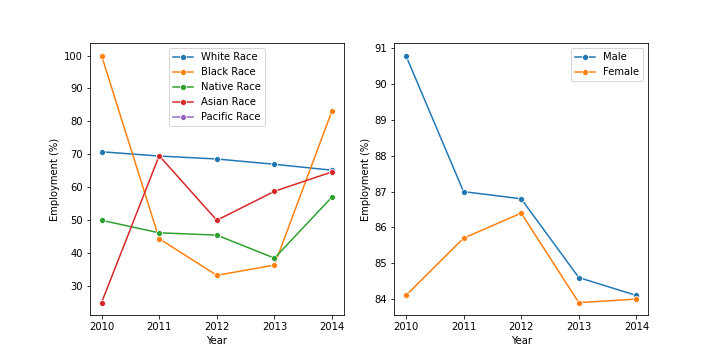 White Race
Black Race
Native Race
Asian Race
Pacific Race
100
90
80
70
60
50
40
30
Employment (%)
2010 2011 2012 2013 2014
Year
Male
Female
91
90
89
88
87
86
85
84
Employment (%)
2010 2011 2012 2013 2014
Year